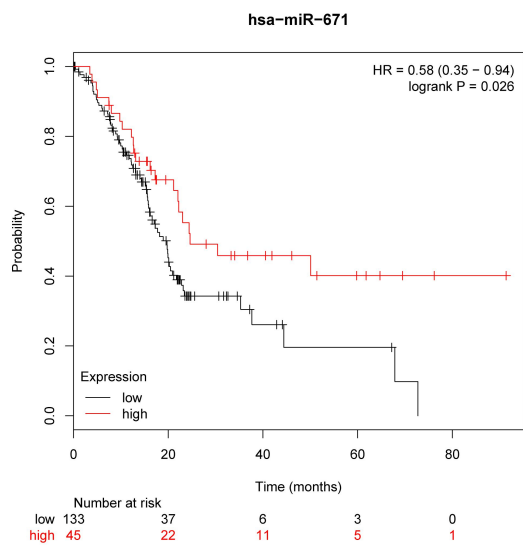 hsa−miR−671
HR = 0.58 (0.35 − 0.94)
logrank P = 0.026
Probability
1.0
0.8
0.6
0.4
0.2
0.0
Expression
low
high
0 20 40 60 80
Time (months)
Number at risk
low 133 37 6 3 0
high 45 22 11 5 1